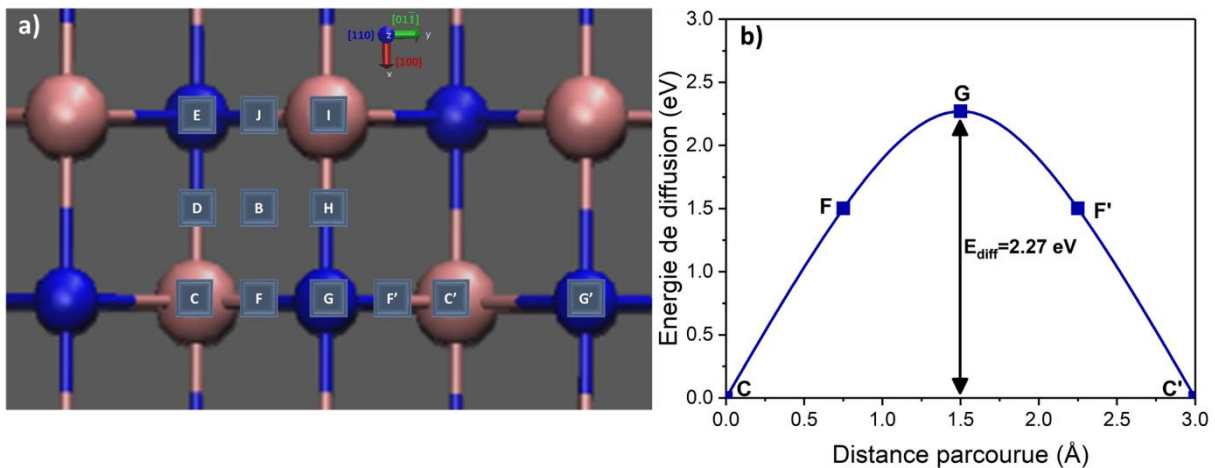 a)
[110] z y [01$\bar{1}$]
[100]
x
E J I
D B H
C F G F' C' G'
b)
Energie de diffusion (eV)
3.0
2.5
2.0
1.5
1.0
0.5
0.0
G
F F'
E_diff=2.27 eV
C C'
0.0 0.5 1.0 1.5 2.0 2.5 3.0
Distance parcourue (Å)